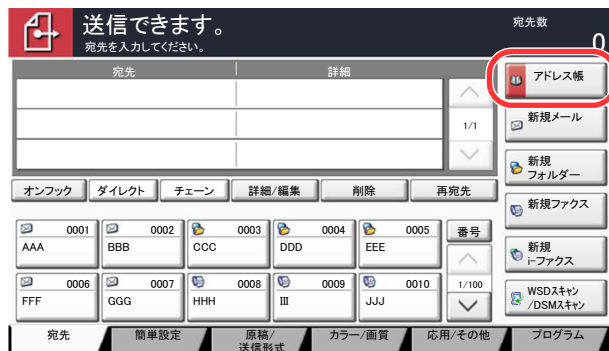 送信できます。
宛先を入力してください。
宛先数
0
宛先
詳細
1/1
アドレス帳
新規メール
新規
フォルダー
新規ファクス
新規
i-ファクス
WSDスキャン
/DSMスキャン
オンフック
ダイレクト
チェーン
詳細/編集
削除
再宛先
0001
AAA
0002
BBB
0003
CCC
0004
DDD
0005
EEE
番号
0006
FFF
0007
GGG
0008
HHH
0009
III
0010
JJJ
1/100
宛先
簡単設定
原稿/
送信形式
カラー/画質
応用/その他
プログラム